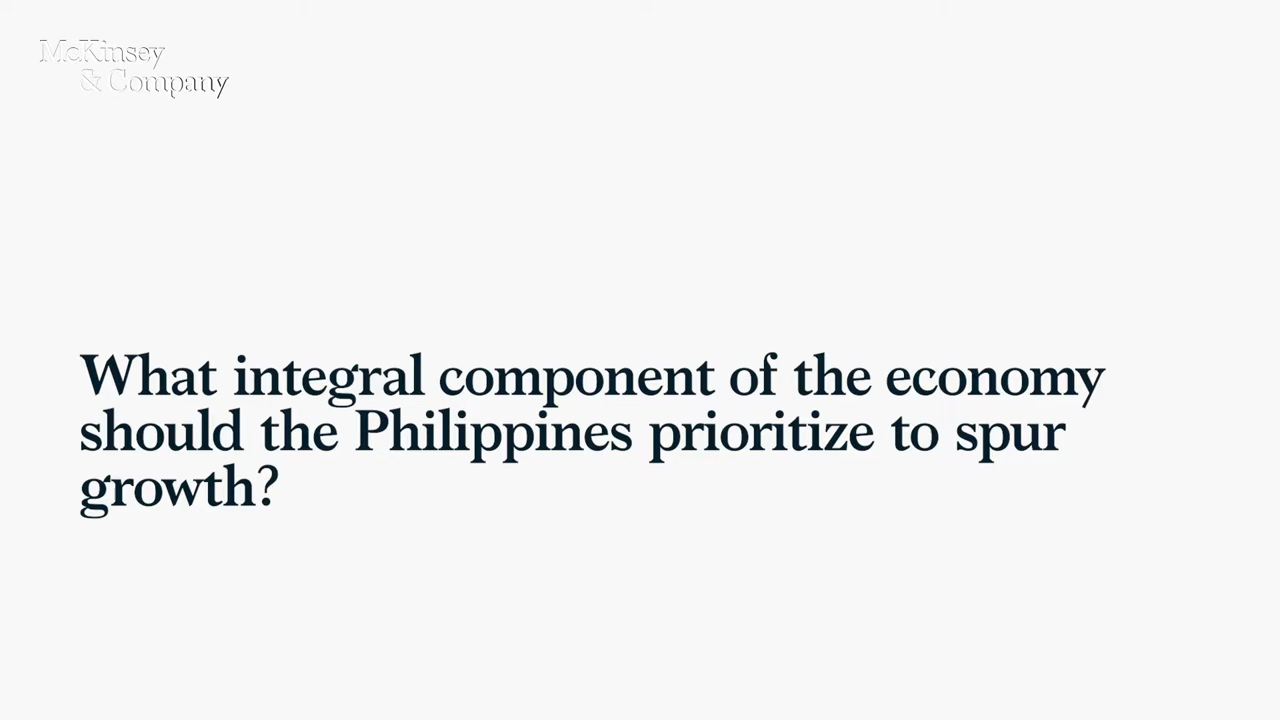 McKinsey
& Company
What integral component of the economy
should the Philippines prioritize to spur
growth?